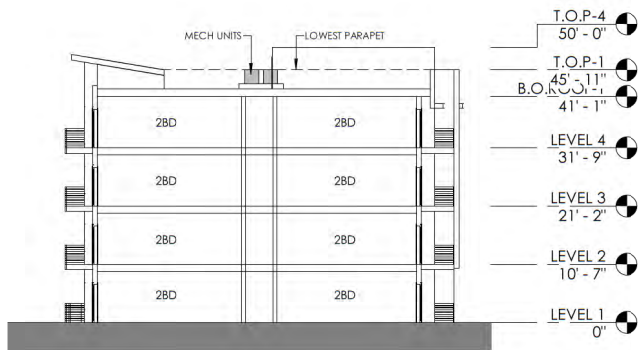 T.O.P-4
50' - 0"
MECH UNITS
LOWEST PARAPET
T.O.P-1
45' - 11"
41' - 1"
2BD 2BD
LEVEL 4
31' - 9"
2BD 2BD
LEVEL 3
21' - 2"
2BD 2BD
LEVEL 2
10' - 7"
2BD 2BD
LEVEL 1
0"